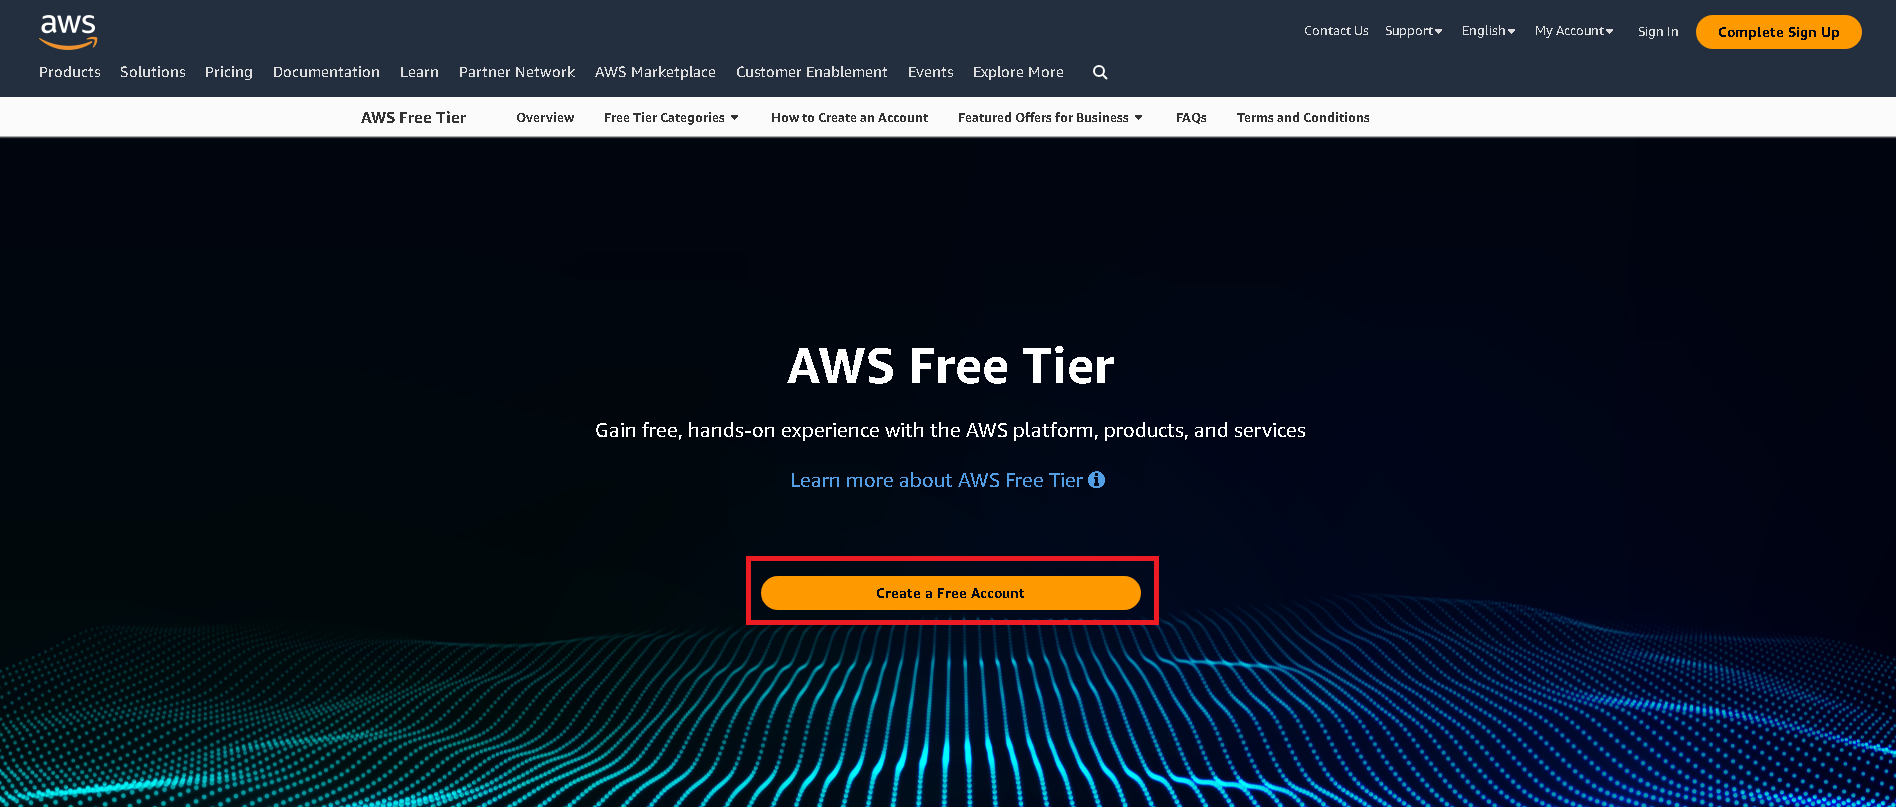 aws
Contact Us Support English My Account Sign In Complete Sign Up
Products Solutions Pricing Documentation Learn Partner Network AWS Marketplace Customer Enablement Events Explore More
AWS Free Tier Overview Free Tier Categories How to Create an Account Featured Offers for Business FAQs Terms and Conditions
AWS Free Tier
Gain free, hands-on experience with the AWS platform, products, and services
Learn more about AWS Free Tier
Create a Free Account